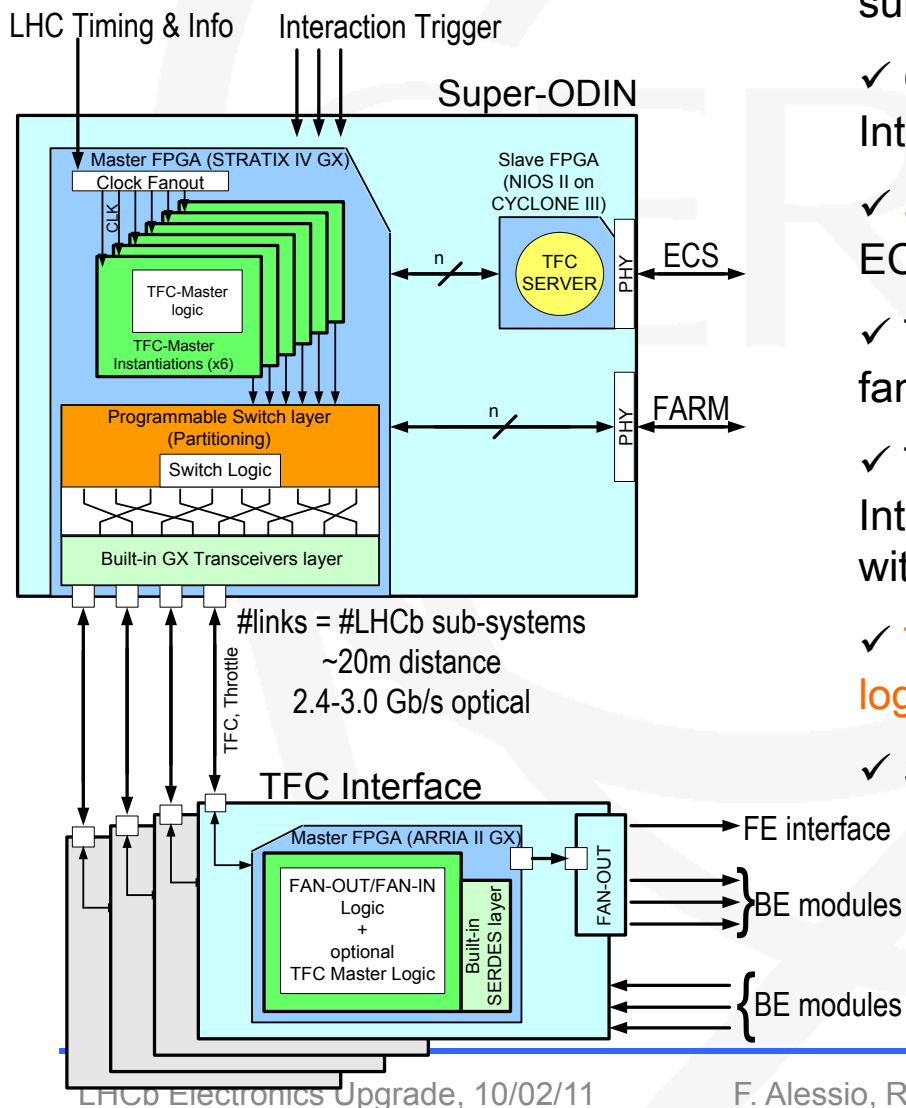 LHC Timing & Info
Interaction Trigger
Super-ODIN
Master FPGA (STRATIX IV GX)
Clock Fanout
CLK
TFC-Master
logic
TFC-Master
Instantiations (x6)
Slave FPGA
(NIOS II on
CYCLONE III)
TFC
SERVER
PHY
ECS
n
Programmable Switch layer
(Partitioning)
Switch Logic
n
PHY
FARM
Built-in GX Transceivers layer
#links = #LHCb sub-systems
~20m distance
2.4-3.0 Gb/s optical
TFC, Throttle
TFC Interface
Master FPGA (ARRIA II GX)
FAN-OUT/FAN-IN
Logic
+
optional
TFC Master Logic
Built-in
SERDES layer
FAN-OUT
FE interface
BE modules
BE modules
✓
Int
✓
EC
✓
✓
Int
✓
log
✓
LHCb Electronics Upgrade, 10/02/11
F. Alessio, R